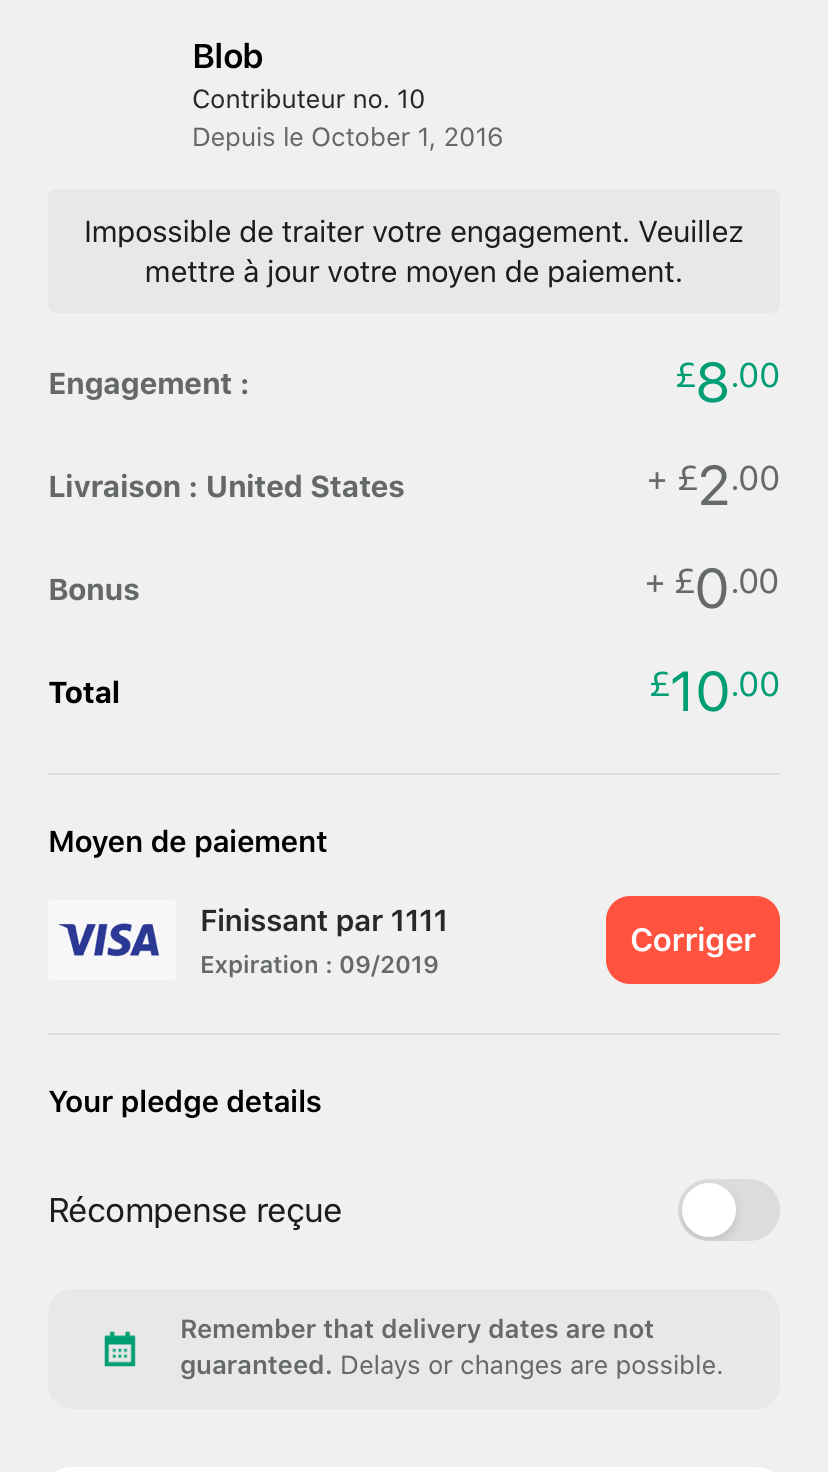 Blob
Contributeur no. 10
Depuis le October 1, 2016
Impossible de traiter votre engagement. Veuillez
mettre à jour votre moyen de paiement.
Engagement : £8.00
Livraison : United States + £2.00
Bonus + £0.00
Total £10.00
Moyen de paiement
VISA
Finissant par 1111
Expiration : 09/2019
Corriger
Your pledge details
Récompense reçue
Remember that delivery dates are not
guaranteed. Delays or changes are possible.